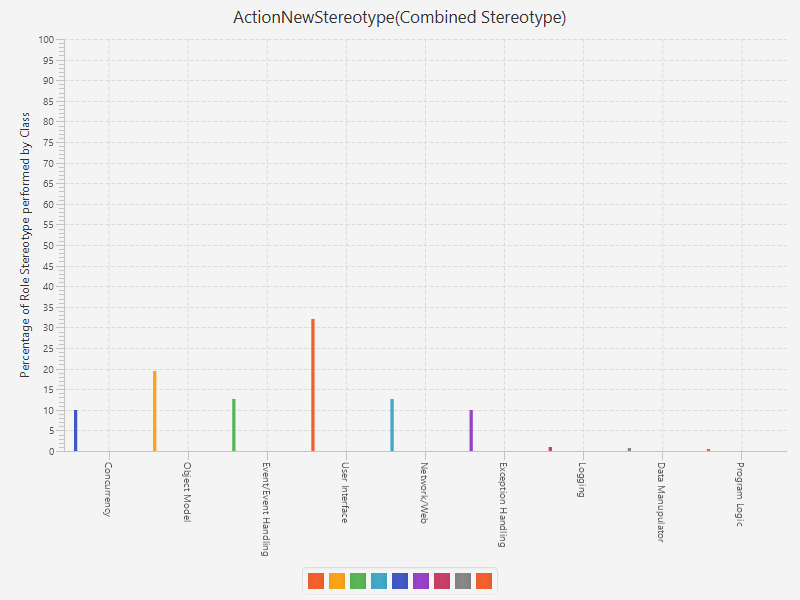 ActionNewStereotype(Combined Stereotype)
Percentage of Role Stereotype performed by Class
100
95
90
85
80
75
70
65
60
55
50
45
40
35
30
25
20
15
10
5
0
Concurrency
Object Model
Event/Event Handling
User Interface
Network/Web
Exception Handling
Logging
Data Manupulator
Program Logic